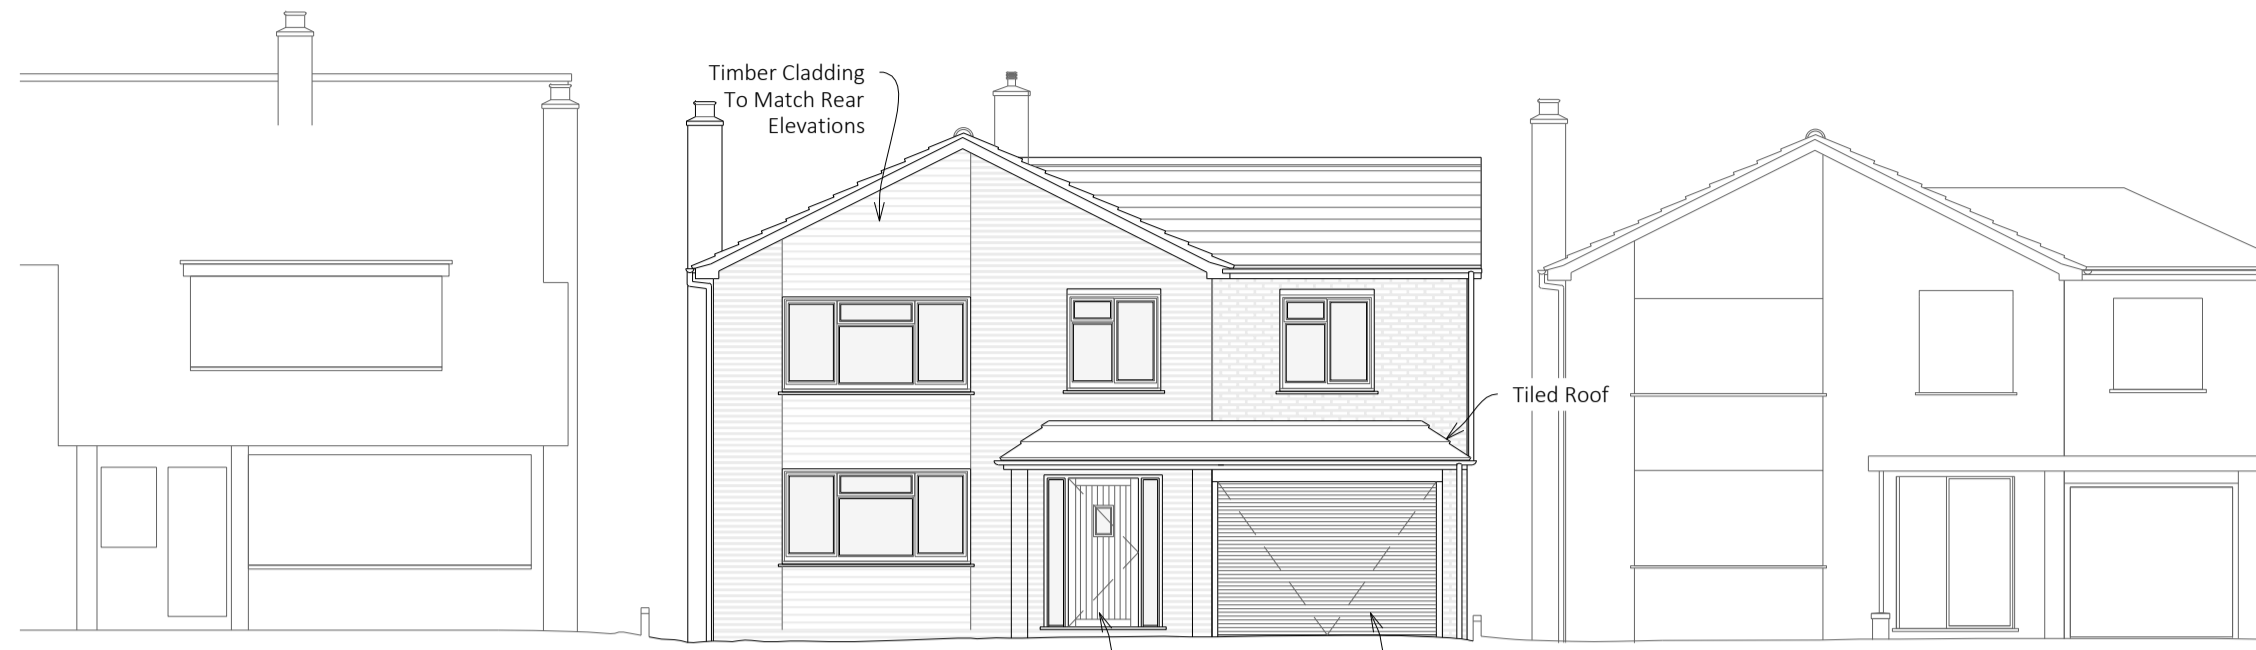 Timber Cladding
To Match Rear
Elevations
Tiled Roof